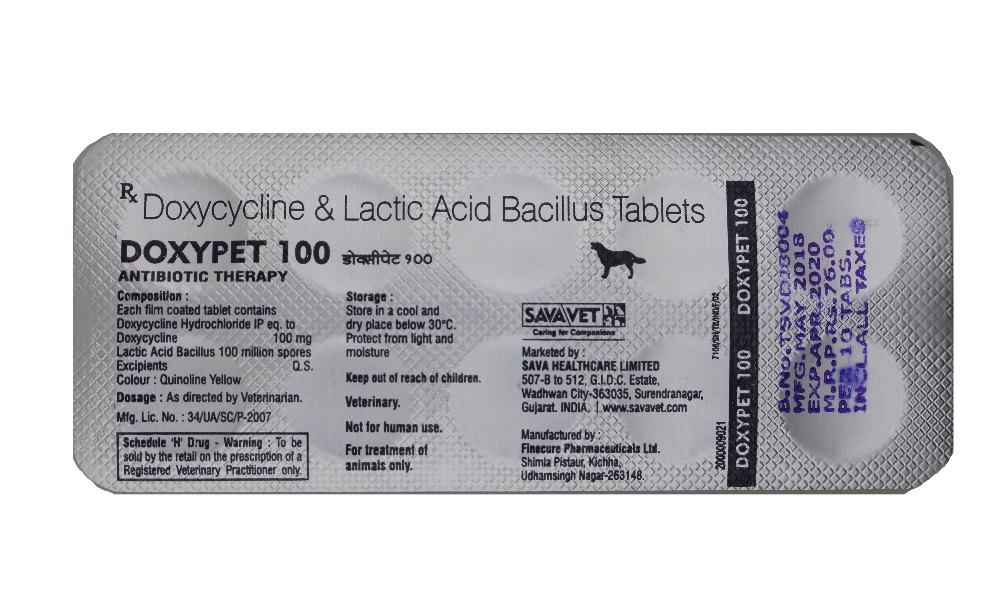 Rx Doxycycline & Lactic Acid Bacillus Tablets
DOXYPET 100 डोक्सीपेट १००
ANTIBIOTIC THERAPY
Composition :
Each film coated tablet contains
Doxycycline Hydrochloride IP eq. to
Doxycycline 100 mg
Lactic Acid Bacillus 100 million spores
Excipients Q.S.
Colour : Quinoline Yellow
Dosage : As directed by Veterinarian.
Mfg. Lic. No. : 34/UA/SC/P-2007
Schedule 'H' Drug - Warning : To be
sold by the retail on the prescription of a
Registered Veterinary Practitioner only.
Storage :
Store in a cool and
dry place below 30°C.
Protect from light and
moisture
Keep out of reach of children.
Veterinary.
Not for human use.
For treatment of
animals only.
SAVAVET
Caring for Companions
Marketed by :
SAVA HEALTHCARE LIMITED
507-B to 512, G.I.D.C. Estate,
Wadhwan City-363035, Surendranagar,
Gujarat. INDIA. | www.savavet.com
Manufactured by :
Finecure Pharmaceuticals Ltd.
Shimla Pistaur, Kichha,
Udhamsingh Nagar-263148.
2000009021
DOXYPET 100 DOXYPET 100
MFG.MAY.2018
EXP.APR.2020
M.R.P.RS.76.00
PER 10 TABS.
INCL.ALL TAXES